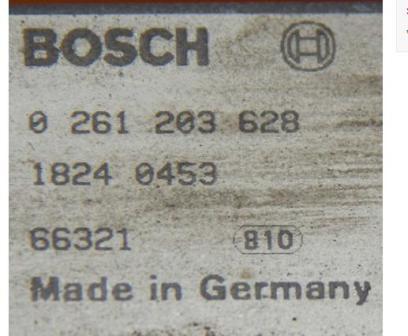 BOSCH
0 261 203 628
1824 0453
66321 810
Made in Germany